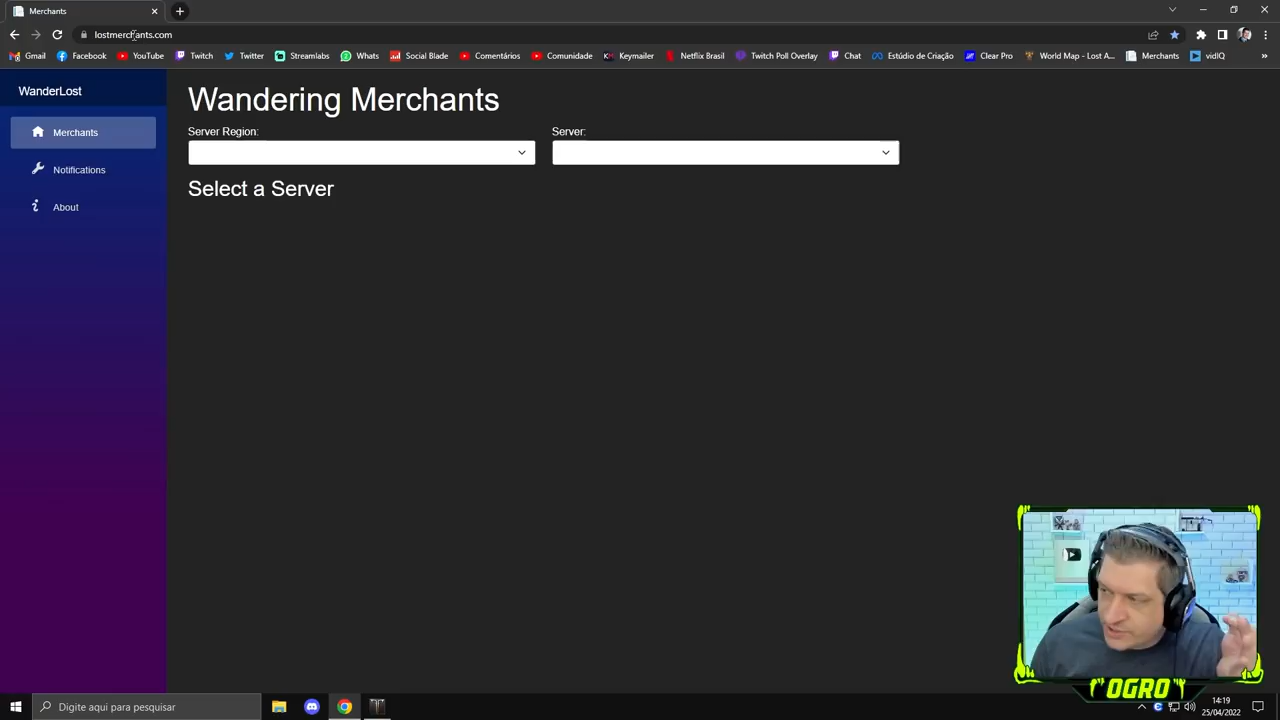 Merchants
lostmerchants.com
Gmail
Facebook
YouTube
Twitch
Twitter
Streamlabs
Whats
Social Blade
Comentários
Comunidade
Keymailer
Netflix Brasil
Twitch Poll Overlay
Chat
Estúdio de Criação
Clear Pro
World Map - Lost A...
Merchants
vidIQ
»
WanderLost
Merchants
Notifications
About
Wandering Merchants
Server Region:
Server:
Select a Server
OGRO
Digite aqui para pesquisar
14:19
25/04/2022